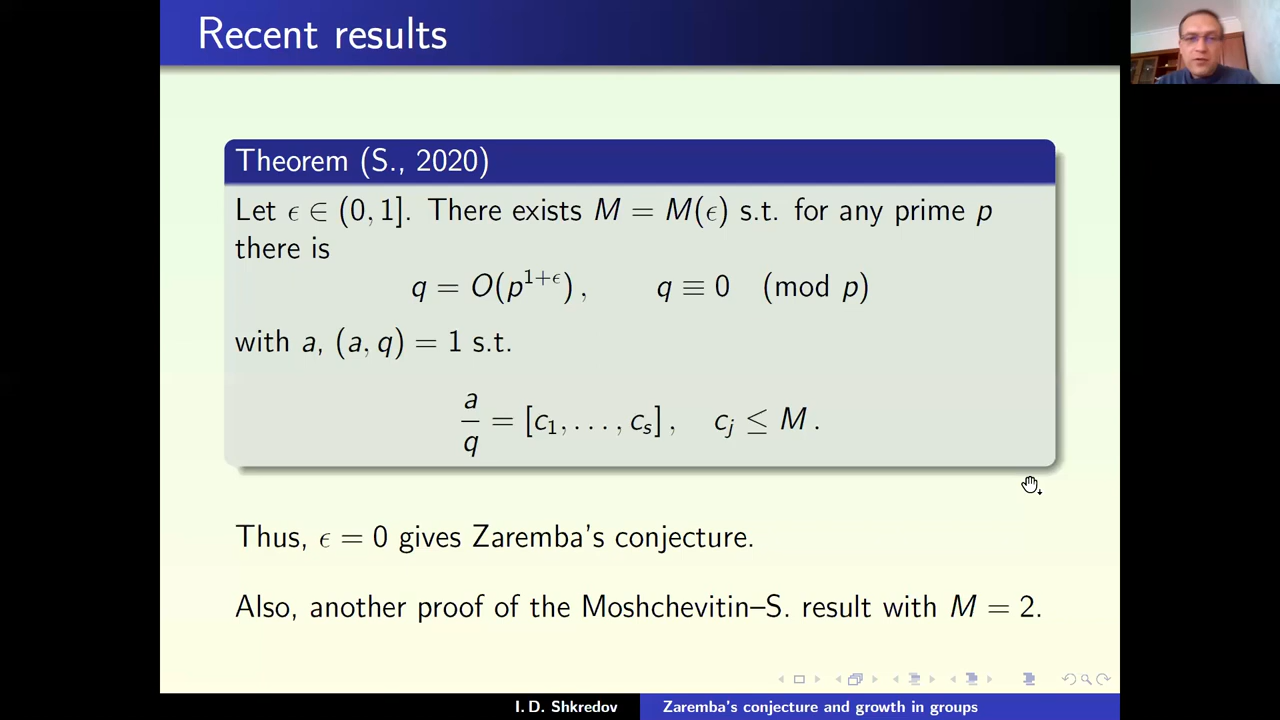 Recent results
Theorem (S., 2020)
Let ϵ ∈ (0, 1]. There exists M = M(ϵ) s.t. for any prime p
there is
q = O(p^{1+ϵ}) ,  q ≡ 0 (mod p)
with a, (a, q) = 1 s.t.
a/q = [c_1, . . . , c_s] ,  c_j ≤ M .
Thus, ϵ = 0 gives Zaremba's conjecture.
Also, another proof of the Moshchevitin–S. result with M = 2.
I. D. Shkredov
Zaremba's conjecture and growth in groups